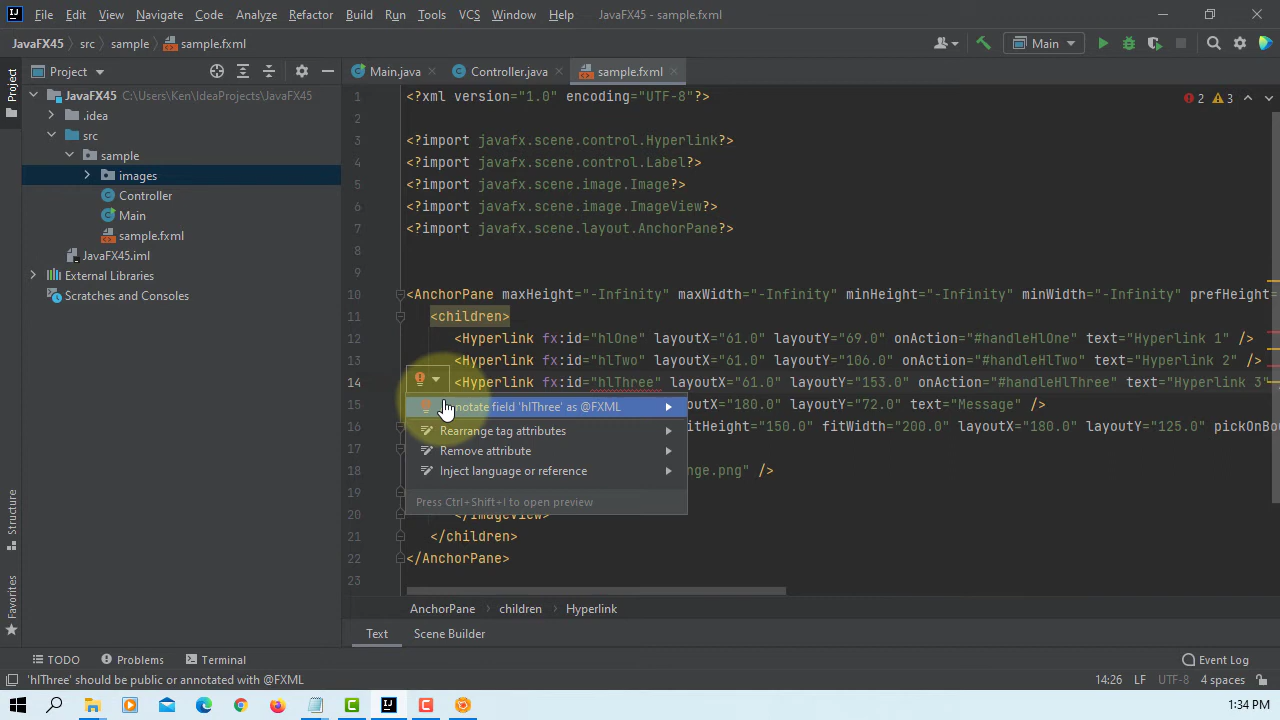 File Edit View Navigate Code Analyze Refactor Build Run Tools VCS Window Help JavaFX45 - sample.fxml
JavaFX45 src sample sample.fxml Main
Project
Project
Main.java
Controller.java
sample.fxml
JavaFX45 C:\Users\Ken\IdeaProjects\JavaFX45
.idea
src
sample
images
Controller
Main
sample.fxml
JavaFX45.iml
External Libraries
Scratches and Consoles
2 3
1 <?xml version="1.0" encoding="UTF-8"?>
2
3 <?import javafx.scene.control.Hyperlink?>
4 <?import javafx.scene.control.Label?>
5 <?import javafx.scene.image.Image?>
6 <?import javafx.scene.image.ImageView?>
7 <?import javafx.scene.layout.AnchorPane?>
8
9
10 <AnchorPane maxHeight="-Infinity" maxWidth="-Infinity" minHeight="-Infinity" minWidth="-Infinity" prefHeight=
11 <children>
12 <Hyperlink fx:id="hlOne" layoutX="61.0" layoutY="69.0" onAction="#handleHlOne" text="Hyperlink 1" />
13 <Hyperlink fx:id="hlTwo" layoutX="61.0" layoutY="106.0" onAction="#handleHlTwo" text="Hyperlink 2" />
14 <Hyperlink fx:id="hlThree" layoutX="61.0" layoutY="153.0" onAction="#handleHlThree" text="Hyperlink 3"
15 outX="180.0" layoutY="72.0" text="Message" />
16 itHeight="150.0" fitWidth="200.0" layoutX="180.0" layoutY="125.0" pickOnBo
17
18 nge.png" />
19
20 </ImageView>
21 </children>
22 </AnchorPane>
23
field 'hlThree' as @FXML
Rearrange tag attributes
Remove attribute
Inject language or reference
Press Ctrl+Shift+I to open preview
AnchorPane children Hyperlink
Text Scene Builder
Structure
Favorites
TODO Problems Terminal Event Log
'hlThree' should be public or annotated with @FXML 14:26 LF UTF-8 4 spaces
1:34 PM